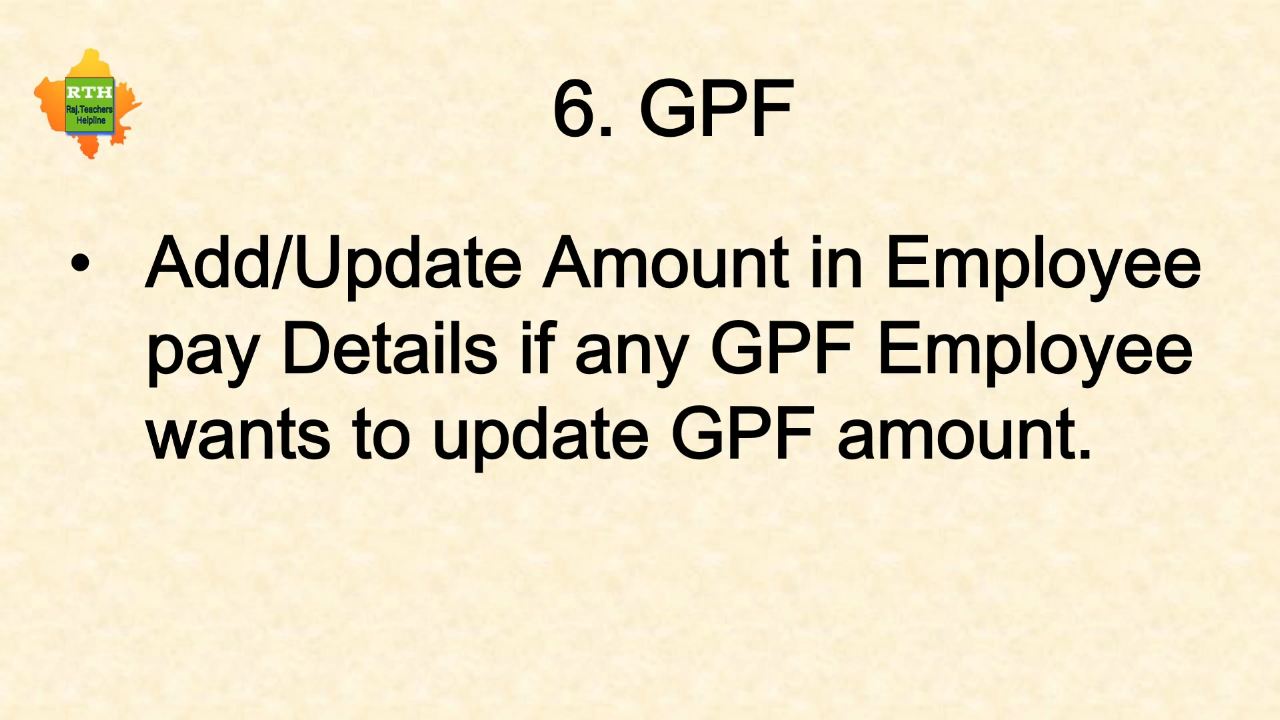 RTH
Raj.Teachers
Helpline
6. GPF
• Add/Update Amount in Employee
pay Details if any GPF Employee
wants to update GPF amount.